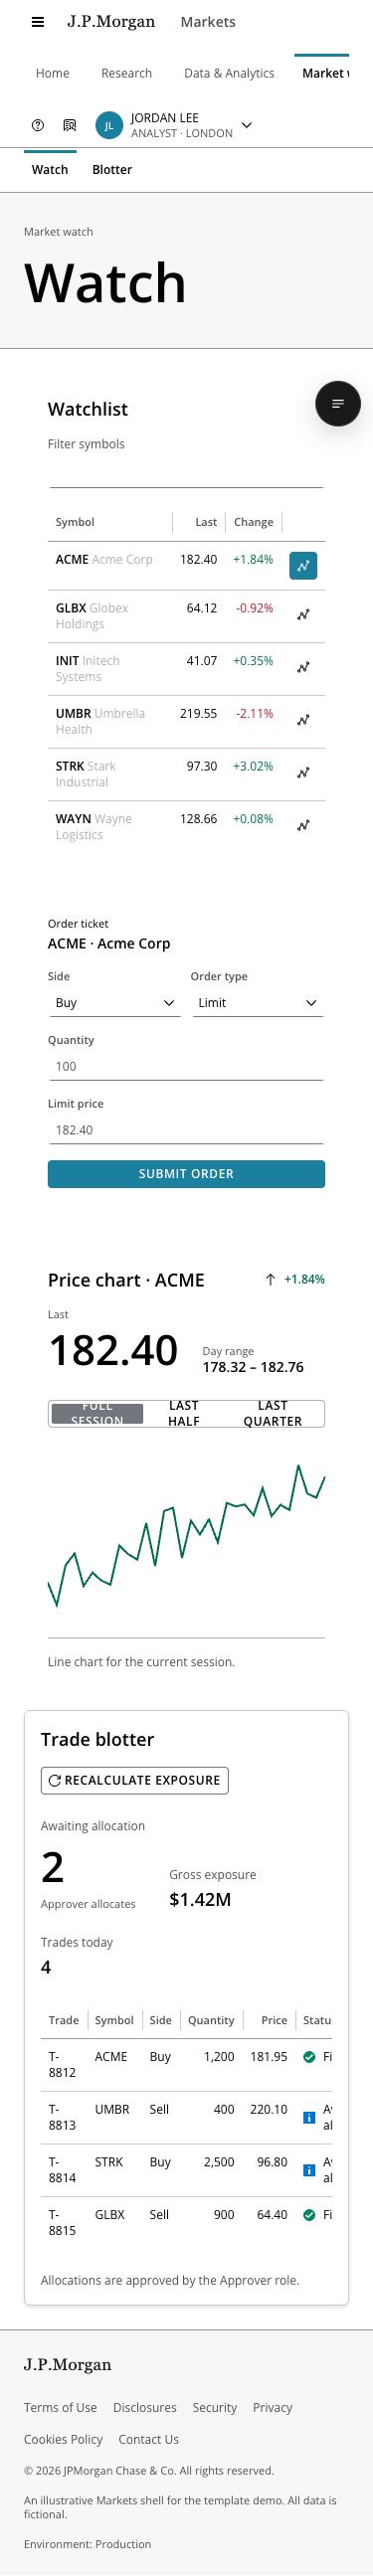 J.P.Morgan Markets
Home Research Data & Analytics Market
JL JORDAN LEE
ANALYST · LONDON
Watch Blotter
Market watch
Watch
Watchlist
Filter symbols
Symbol Last Change
ACME Acme Corp 182.40 +1.84%
GLBX Globex 64.12 -0.92%
Holdings
INIT Initech 41.07 +0.35%
Systems
UMBR Umbrella 219.55 -2.11%
Health
STRK Stark 97.30 +3.02%
Industrial
WAYN Wayne 128.66 +0.08%
Logistics
Order ticket
ACME · Acme Corp
Side Order type
Buy Limit
Quantity
100
Limit price
182.40
SUBMIT ORDER
Price chart · ACME +1.84%
Last
182.40
Day range
178.32 – 182.76
FULL LAST LAST
SESSION HALF QUARTER
Line chart for the current session.
Trade blotter
RECALCULATE EXPOSURE
Awaiting allocation
2
Gross exposure
$1.42M
Approver allocates
Trades today
4
Trade Symbol Side Quantity Price Status
T- ACME Buy 1,200 181.95 Fi
8812
T- UMBR Sell 400 220.10
8813 al
T- STRK Buy 2,500 96.80
8814 al
T- GLBX Sell 900 64.40 Fi
8815
Allocations are approved by the Approver role.
J.P.Morgan
Terms of Use Disclosures Security Privacy
Cookies Policy Contact Us
© 2026 JPMorgan Chase & Co. All rights reserved.
An illustrative Markets shell for the template demo. All data is
fictional.
Environment: Production